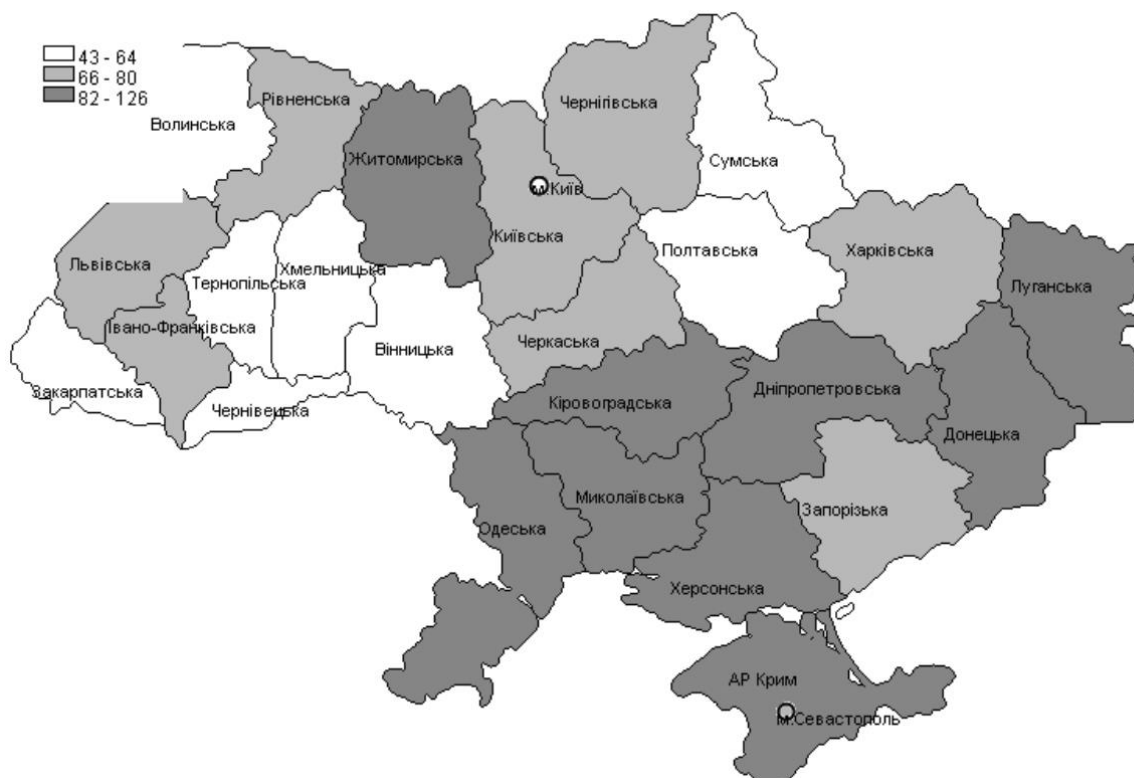 43 - 64
66 - 80
82 - 126
Рівненська
Чернігівська
Волинська
Житомирська
Сумська
м.Київ
Київська
Полтавська
Харківська
Львівська
Хмельницька
Тернопільська
Луганська
Івано-Франківська
Вінницька
Черкаська
Закарпатська
Чернівецька
Кіровоградська
Дніпропетровська
Донецька
Миколаївська
Запорізька
Одеська
Херсонська
АР Крим
м.Севастополь